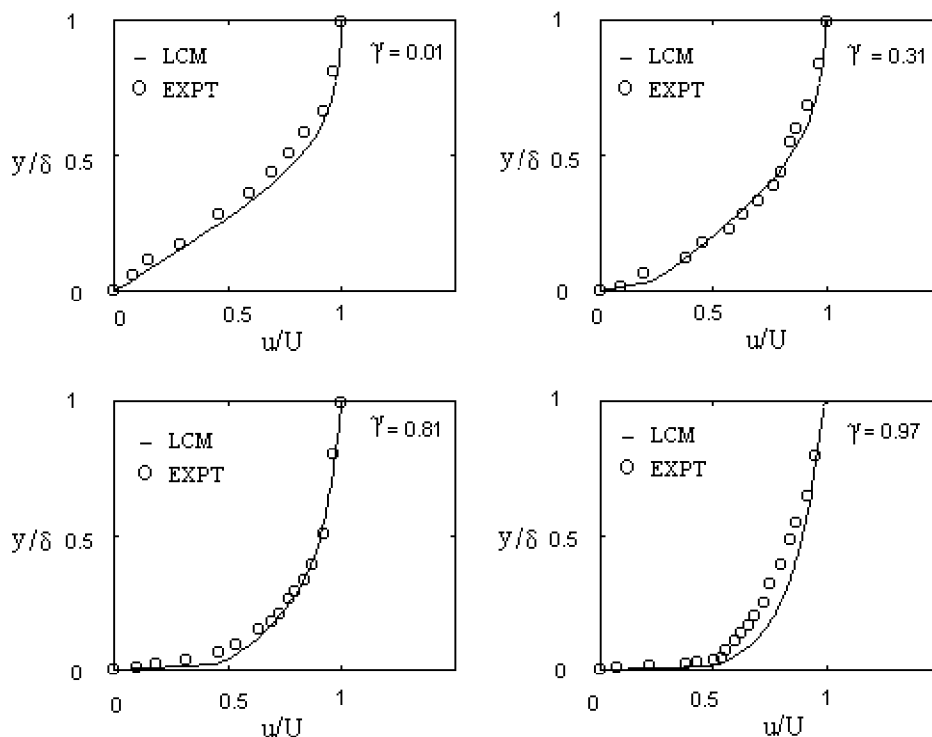 1
– LCM
γ = 0.01
O EXPT
y/δ 0.5
0
0
0.5
1
u/U
1
– LCM
γ = 0.31
O EXPT
y/δ 0.5
0
0
0.5
1
u/U
1
γ = 0.81
– LCM
O EXPT
y/δ 0.5
0
0
0.5
1
u/U
1
γ = 0.97
– LCM
O EXPT
y/δ 0.5
0
0
0.5
1
u/U